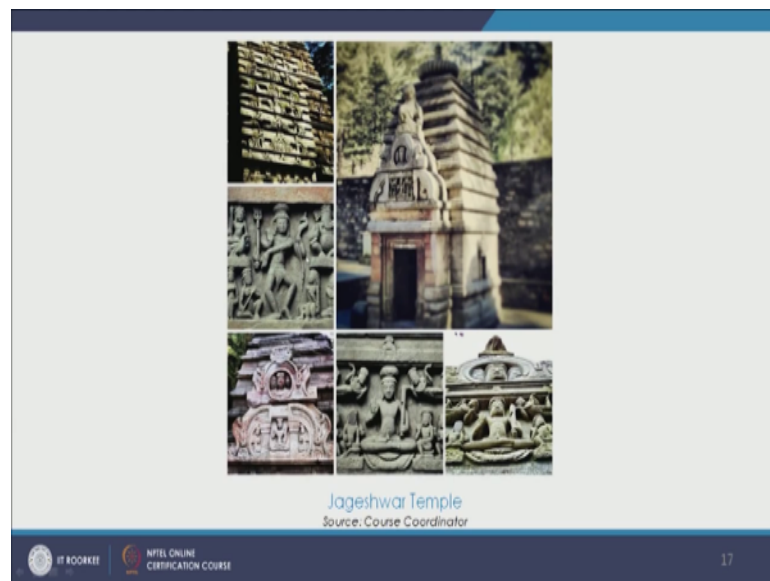 Jageshwar Temple
Source: Course Coordinator
IIT ROORKEE
NPTEL ONLINE
CERTIFICATION COURSE
17